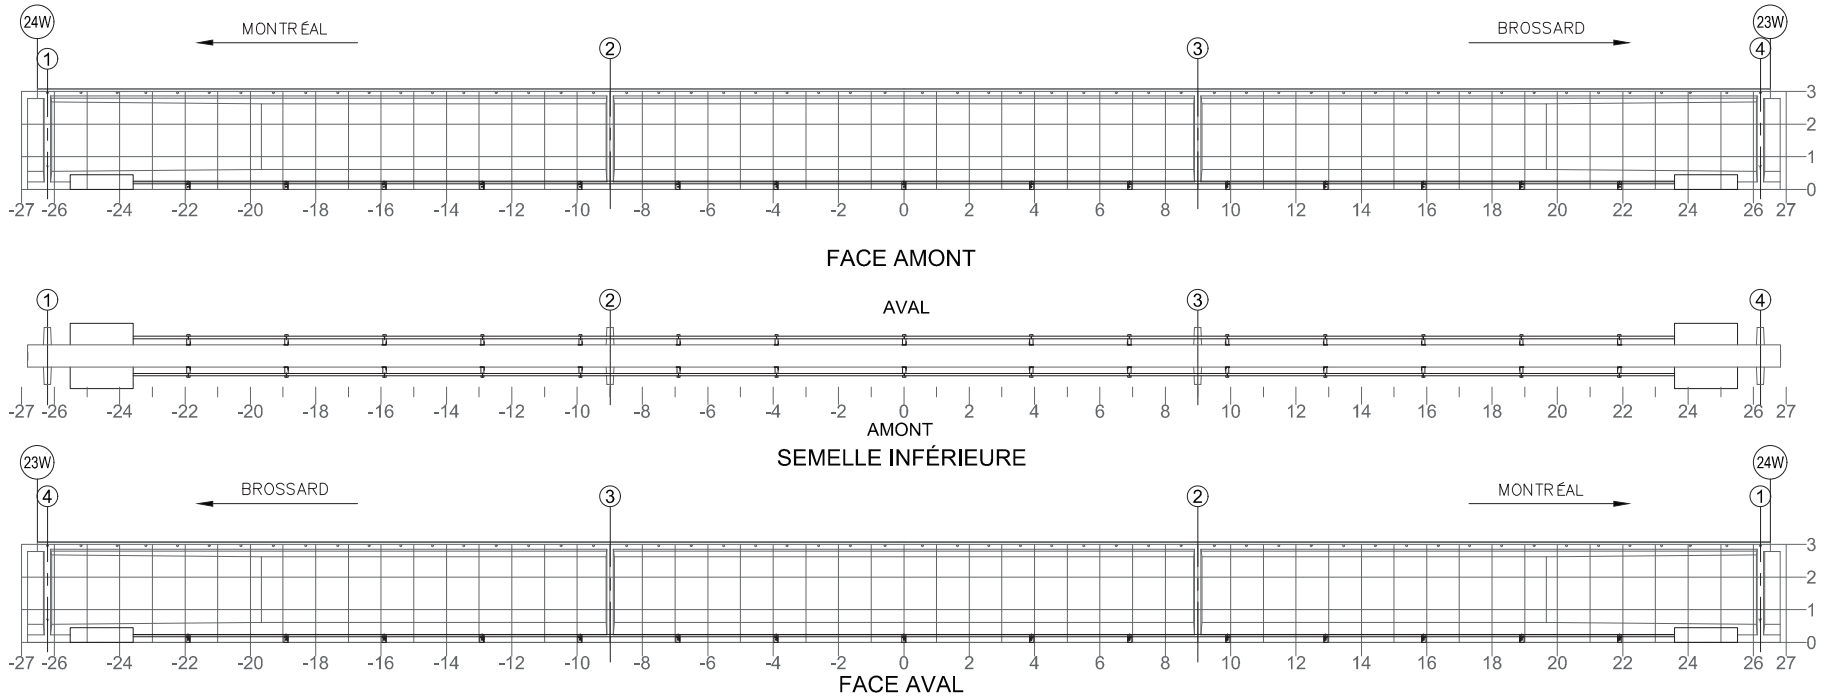 24W 23W
MONTRÉAL BROSSARD
1 2 3 4
3
2
1
0
-27 -26 -24 -22 -20 -18 -16 -14 -12 -10 -8 -6 -4 -2 0 2 4 6 8 10 12 14 16 18 20 22 24 26 27
FACE AMONT
1 2 3 4
AVAL
-27 -26 -24 -22 -20 -18 -16 -14 -12 -10 -8 -6 -4 -2 0 2 4 6 8 10 12 14 16 18 20 22 24 26 27
AMONT
SEMELLE INFÉRIEURE
23W 24W
BROSSARD MONTRÉAL
4 3 2 1
3
2
1
0
-27 -26 -24 -22 -20 -18 -16 -14 -12 -10 -8 -6 -4 -2 0 2 4 6 8 10 12 14 16 18 20 22 24 26 27
FACE AVAL